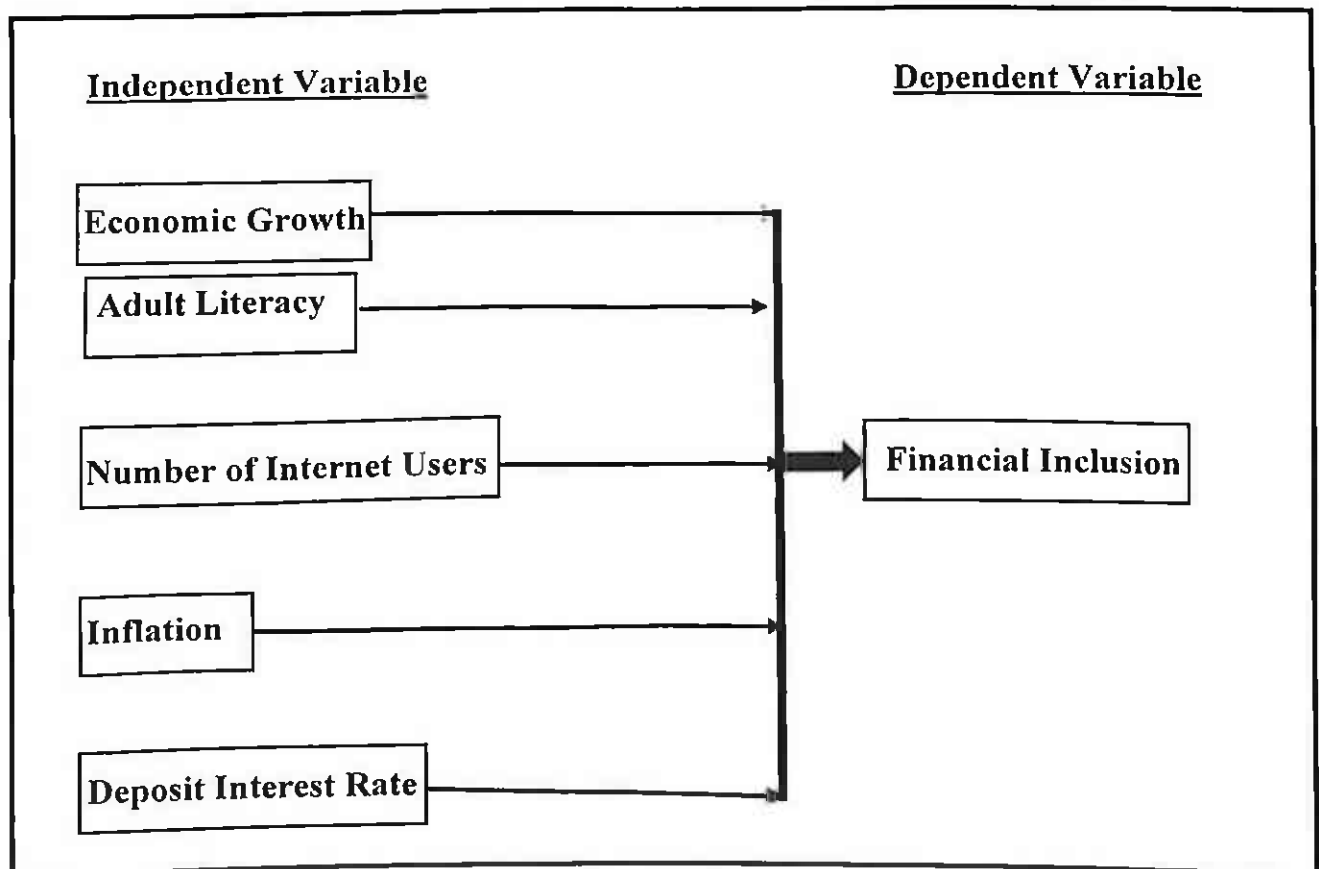 Independent Variable
Dependent Variable
Economic Growth
Adult Literacy
Number of Internet Users
Financial Inclusion
Inflation
Deposit Interest Rate